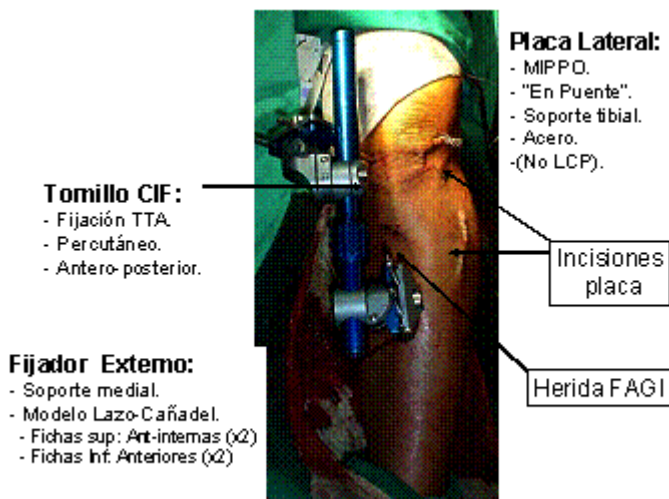 Placa Lateral:
- MIPPO.
- "En Puente".
- Soporte tibial.
- Acero.
-(No LCP).
Tornillo CIF:
- Fijación TTA.
- Percutáneo.
- Antero-posterior.
Incisiones
placa
Fijador Externo:
- Soporte medial.
- Modelo Lazo-Cañadel.
- Fichas sup: Ant-internas (x2)
- Fichas Inf: Anteriores (x2)
Herida FAGI